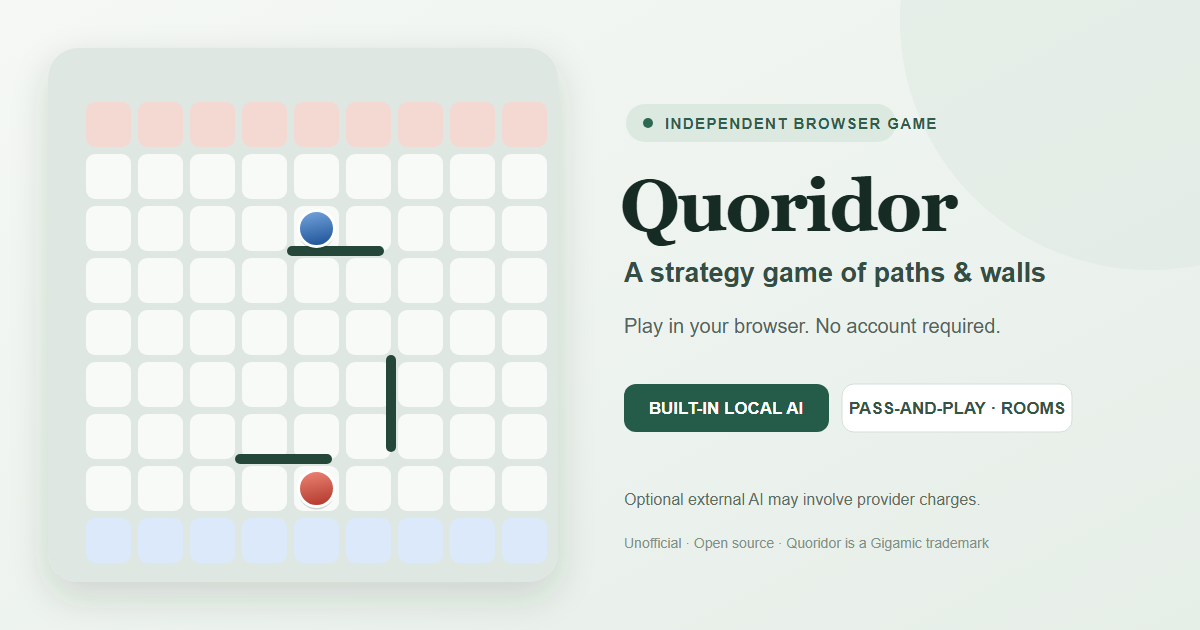 INDEPENDENT BROWSER GAME
Quoridor
A strategy game of paths & walls
Play in your browser. No account required.
BUILT-IN LOCAL AI
PASS-AND-PLAY · ROOMS
Optional external AI may involve provider charges.
Unofficial · Open source · Quoridor is a Gigamic trademark